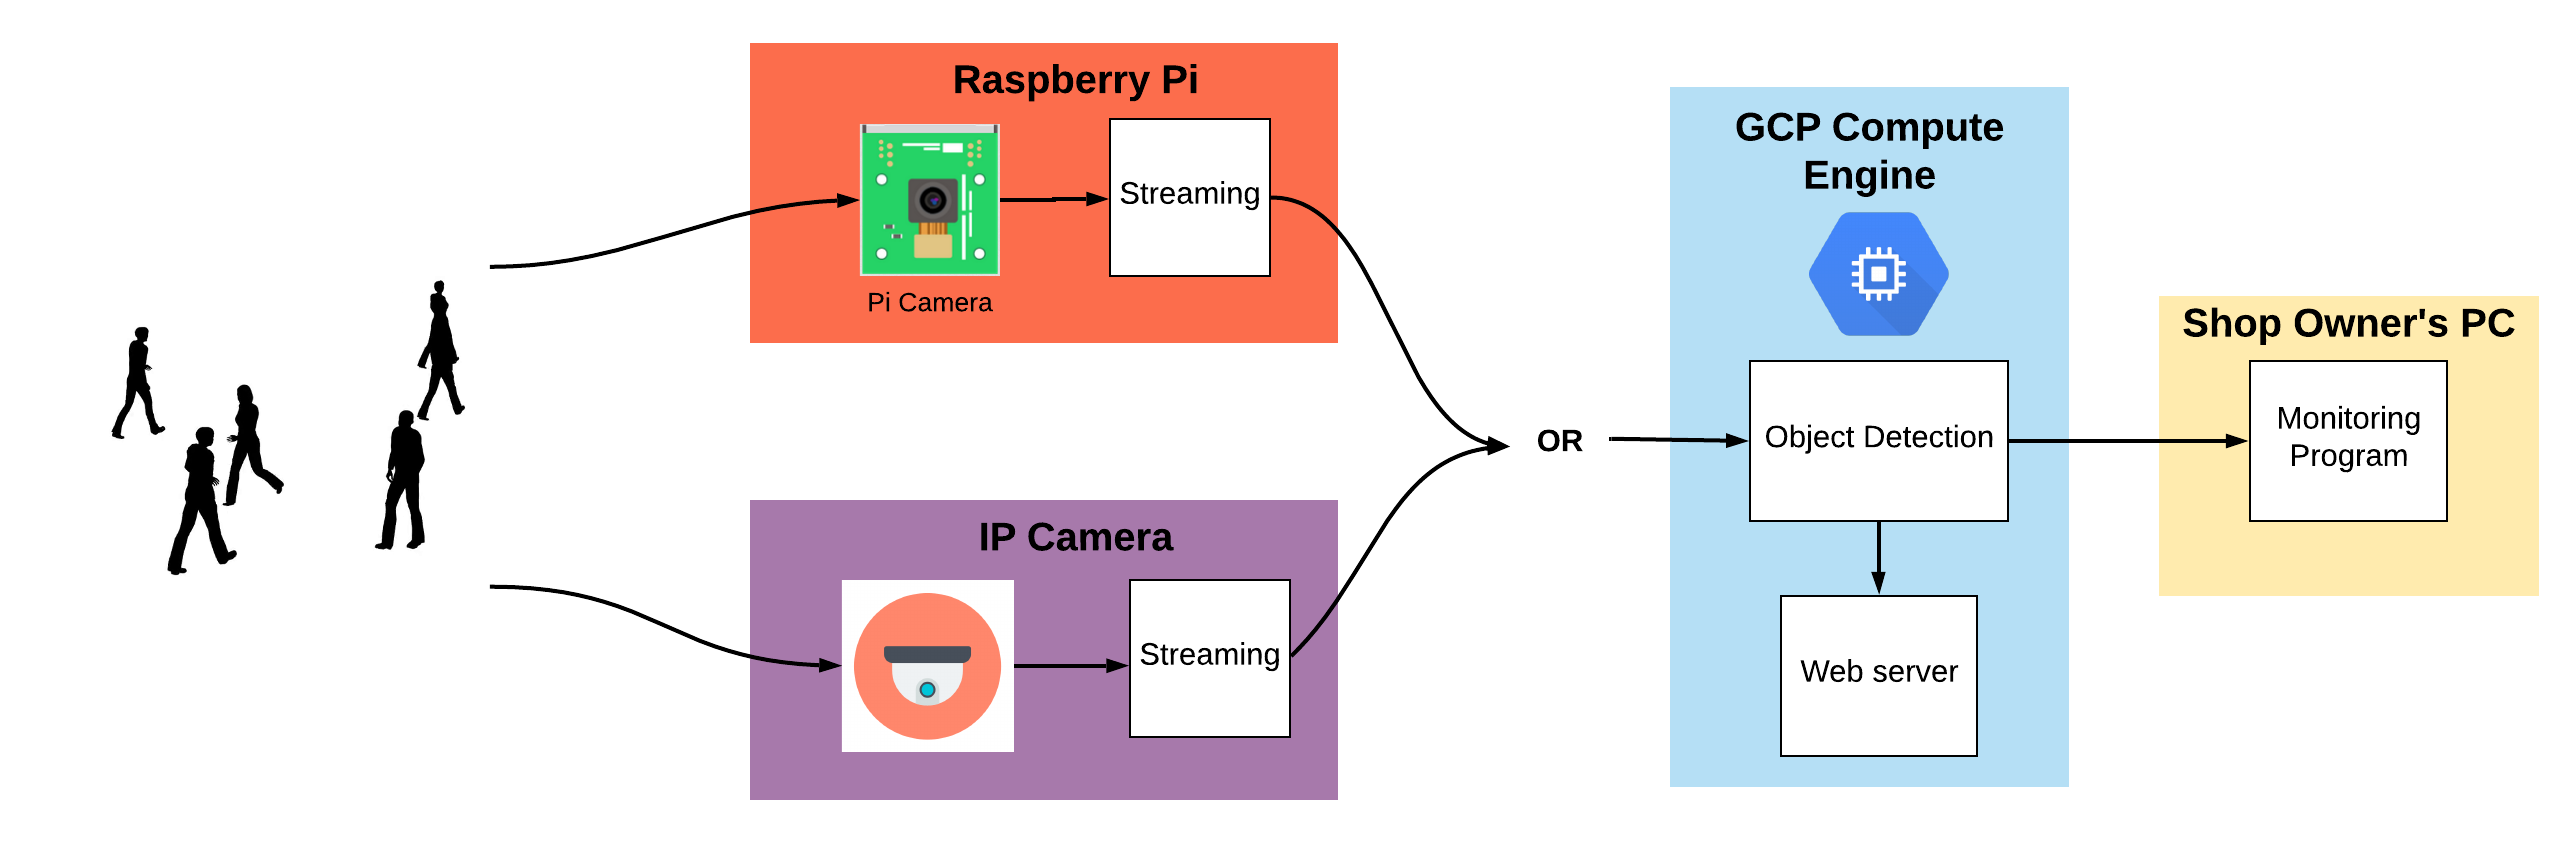 Raspberry Pi
Streaming
Pi Camera
IP Camera
Streaming
OR
GCP Compute
Engine
Object Detection
Web server
Shop Owner's PC
Monitoring
Program